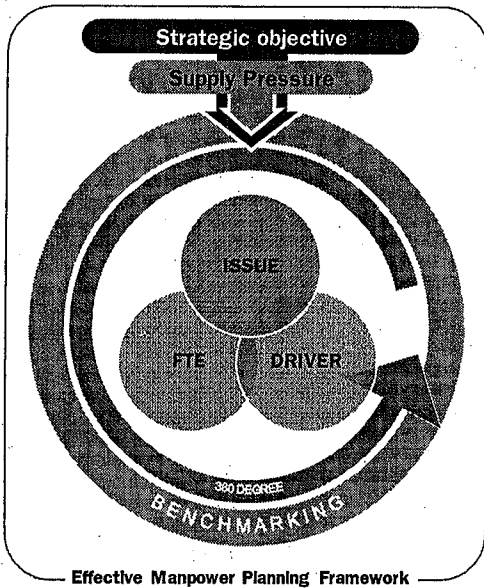 Strategic objective
Supply Pressure
ISSUE
FTE
DRIVER
360 DEGREE
BENCHMARKING
Effective Manpower Planning Framework